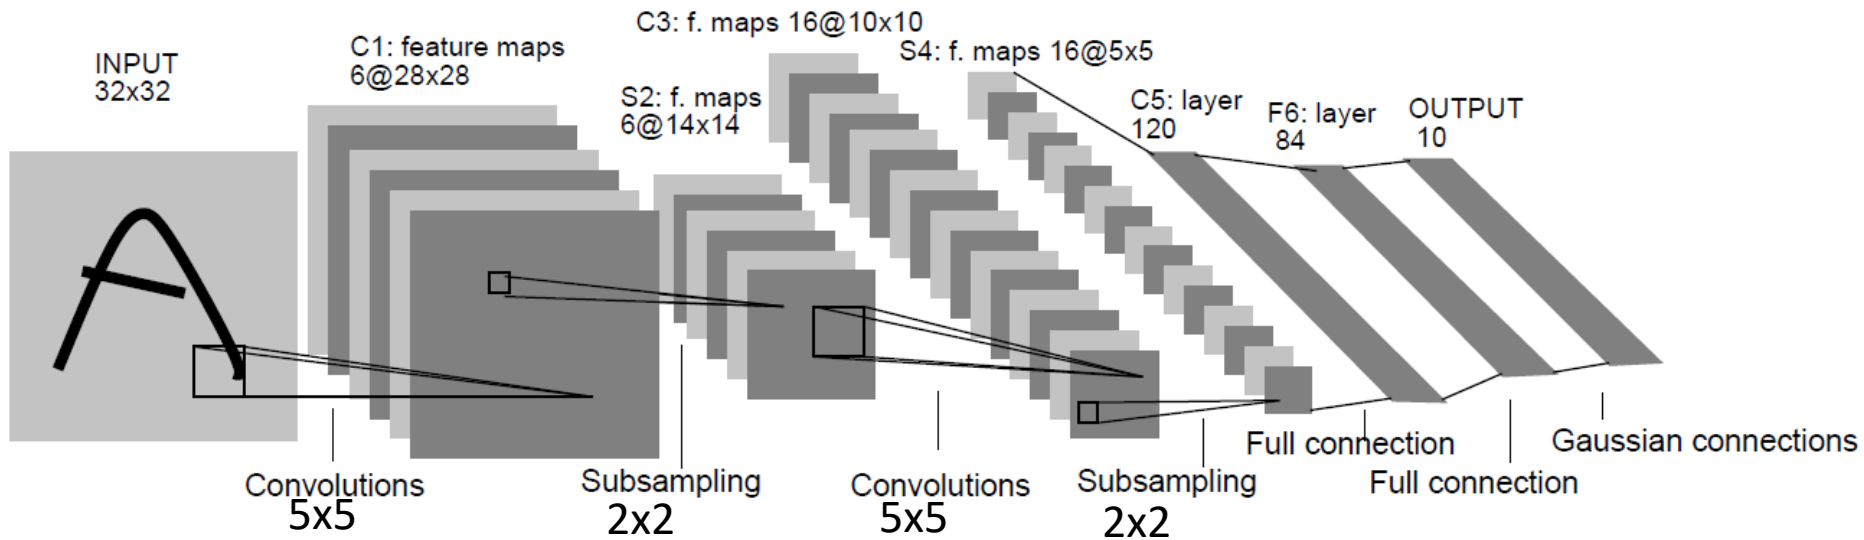 INPUT
32x32
C1: feature maps
6@28x28
S2: f. maps
6@14x14
C3: f. maps 16@10x10
S4: f. maps 16@5x5
C5: layer
120
F6: layer
84
OUTPUT
10
Convolutions
5x5
Subsampling
2x2
Convolutions
5x5
Subsampling
2x2
Full connection
Full connection
Gaussian connections